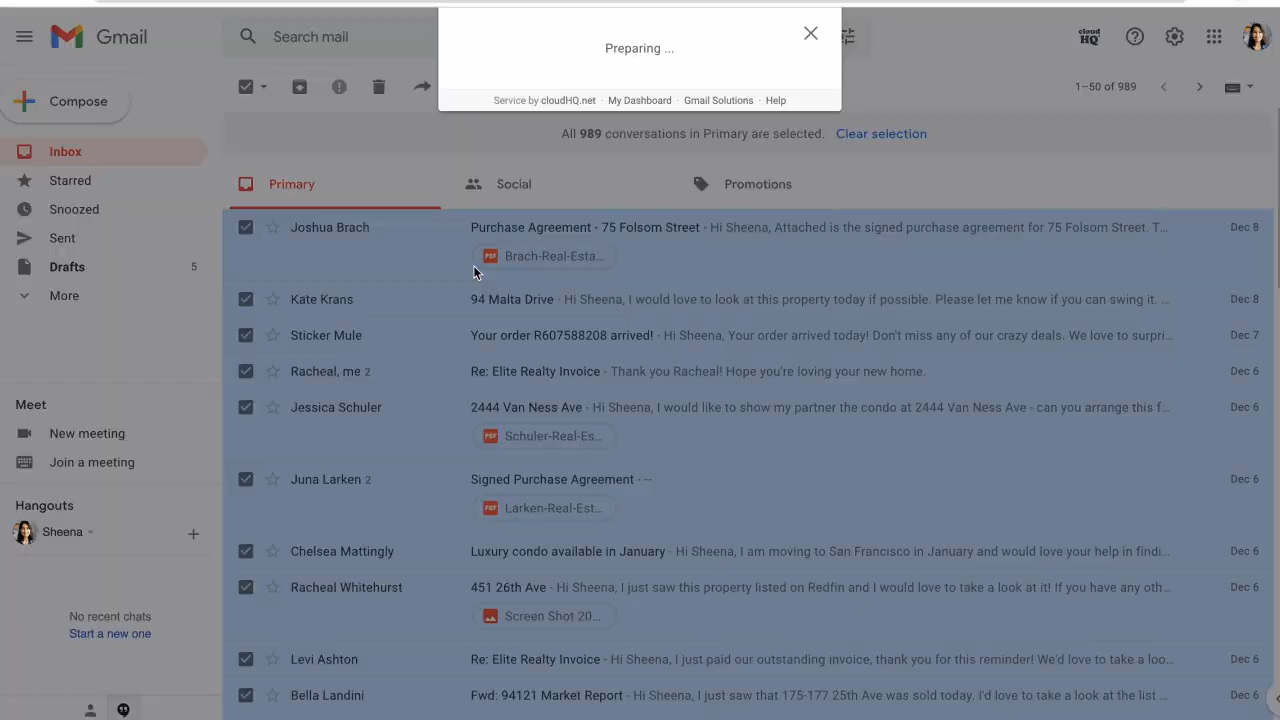 Preparing ...
Service by cloudHQ.net · My Dashboard · Gmail Solutions · Help
Gmail
Search mail
cloud HQ
Compose
1–50 of 989
All 989 conversations in Primary are selected. Clear selection
Inbox
Starred
Snoozed
Sent
Drafts 5
More
Meet
New meeting
Join a meeting
Hangouts
Sheena
No recent chats
Start a new one
Primary Social Promotions
Joshua Brach Purchase Agreement - 75 Folsom Street - Hi Sheena, Attached is the signed purchase agreement for 75 Folsom Street. T... Dec 8
PDF Brach-Real-Esta...
Kate Krans 94 Malta Drive - Hi Sheena, I would love to look at this property today if possible. Please let me know if you can swing it. ... Dec 8
Sticker Mule Your order R607588208 arrived! - Hi Sheena, Your order arrived today! Don't miss any of our crazy deals. We love to surpri... Dec 7
Racheal, me 2 Re: Elite Realty Invoice - Thank you Racheal! Hope you're loving your new home. Dec 6
Jessica Schuler 2444 Van Ness Ave - Hi Sheena, I would like to show my partner the condo at 2444 Van Ness Ave - can you arrange this f... Dec 6
PDF Schuler-Real-Es...
Juna Larken 2 Signed Purchase Agreement - -- Dec 6
PDF Larken-Real-Est...
Chelsea Mattingly Luxury condo available in January - Hi Sheena, I am moving to San Francisco in January and would love your help in findi... Dec 6
Racheal Whitehurst 451 26th Ave - Hi Sheena, I just saw this property listed on Redfin and I would love to take a look at it! If you have any oth... Dec 6
Screen Shot 20...
Levi Ashton Re: Elite Realty Invoice - Hi Sheena, I just paid our outstanding invoice, thank you for this reminder! We'd love to take a loo... Dec 6
Bella Landini Fwd: 94121 Market Report - Hi Sheena, I just saw that 175-177 25th Ave was sold today. I'd love to take a look at the list ... Dec 6